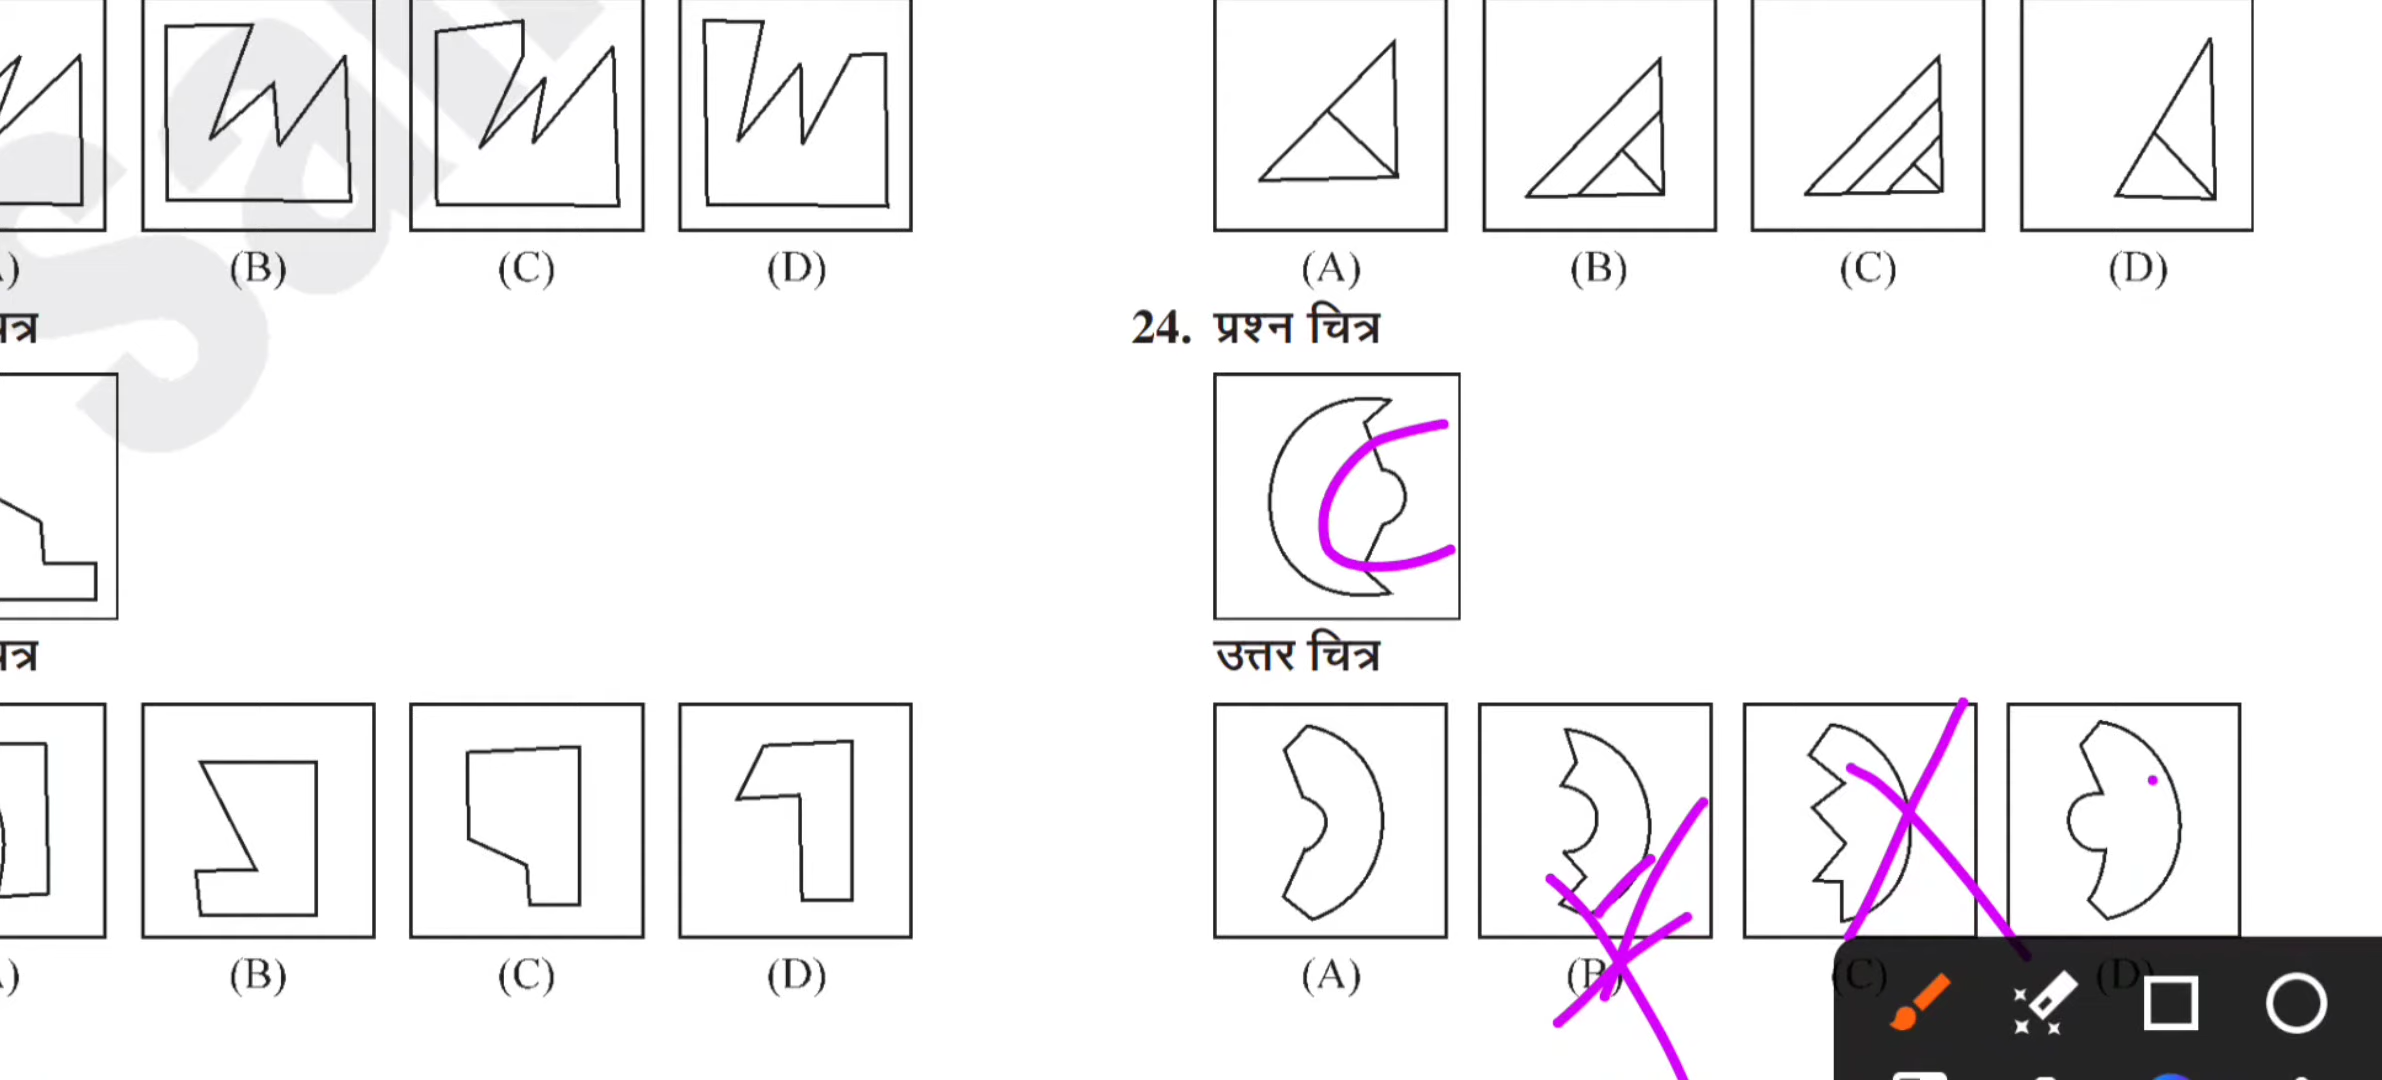 (B) (C) (D)
(A) (B) (C) (D)
24. प्रश्न चित्र
उत्तर चित्र
(B) (C) (D)
(A) (B) (C) (D)